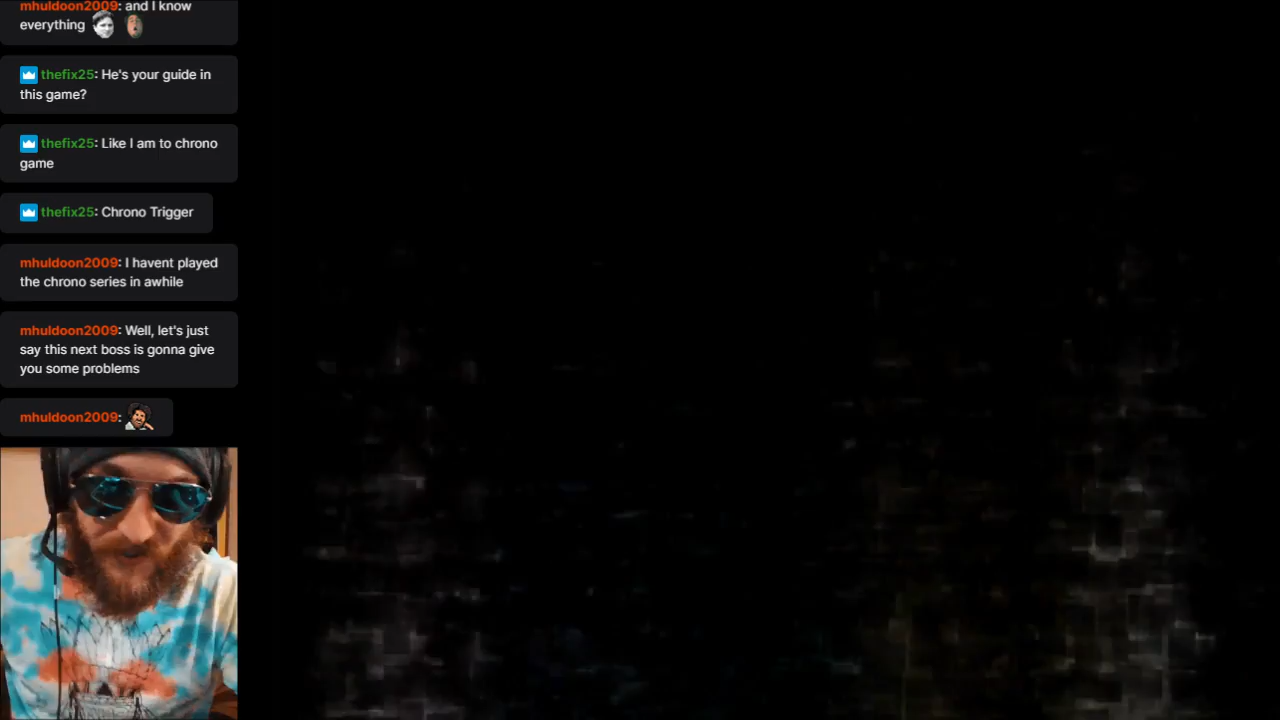 mhuldoon2009: and I know
everything
thefix25: He's your guide in
this game?
thefix25: Like I am to chrono
game
thefix25: Chrono Trigger
mhuldoon2009: I havent played
the chrono series in awhile
mhuldoon2009: Well, let's just
say this next boss is gonna give
you some problems
mhuldoon2009: